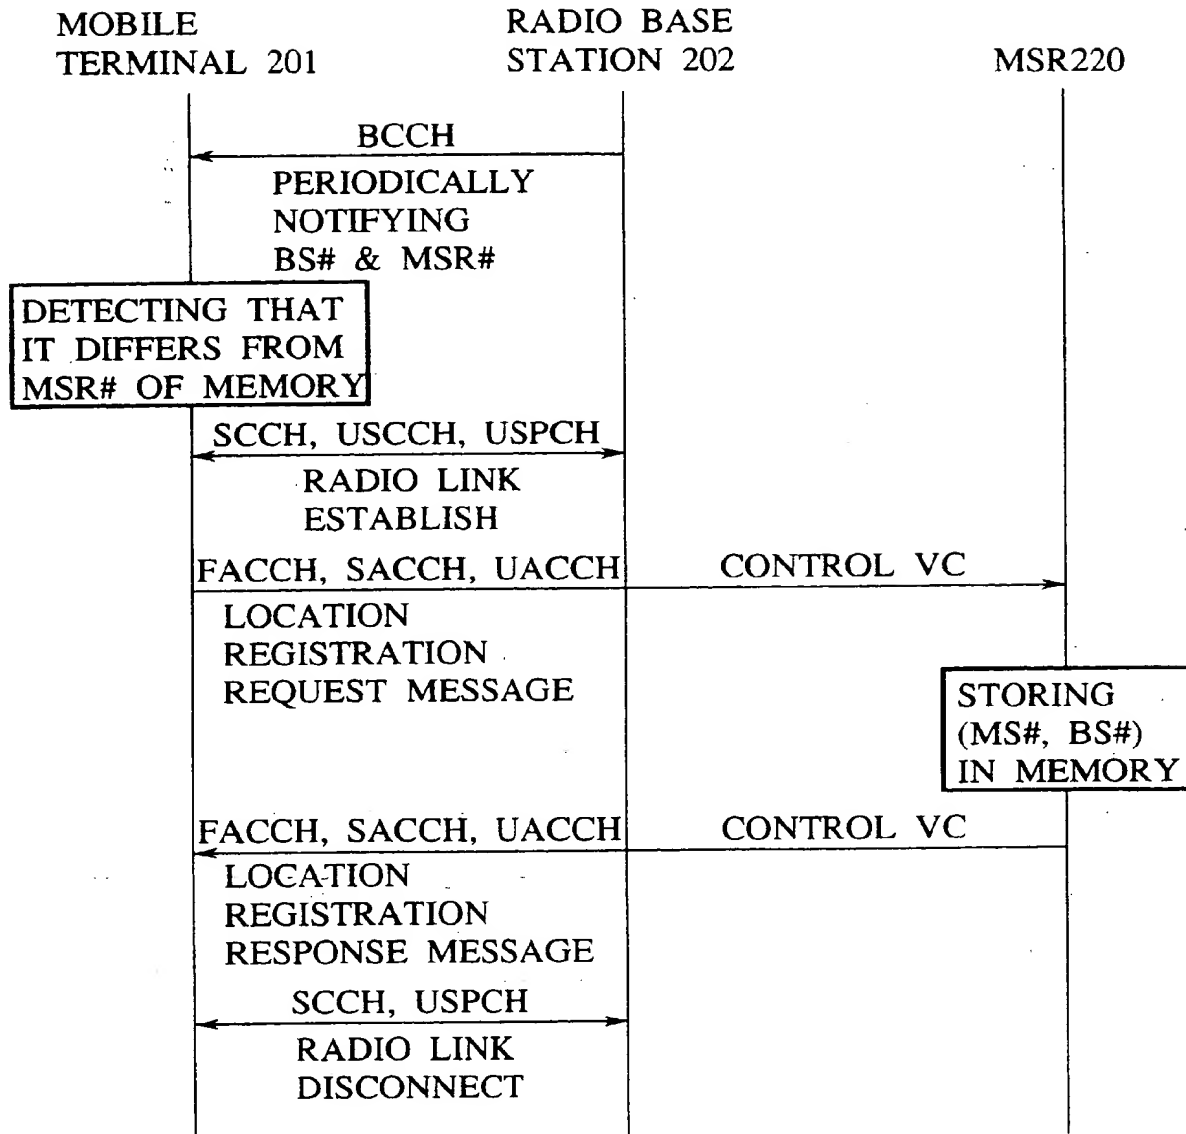 MOBILE
TERMINAL 201
RADIO BASE
STATION 202
MSR220
BCCH
PERIODICALLY
NOTIFYING
BS# & MSR#
DETECTING THAT
IT DIFFERS FROM
MSR# OF MEMORY
SCCH, USCCH, USPCH
RADIO LINK
ESTABLISH
FACCH, SACCH, UACCH
CONTROL VC
LOCATION
REGISTRATION
REQUEST MESSAGE
STORING
(MS#, BS#)
IN MEMORY
FACCH, SACCH, UACCH
CONTROL VC
LOCATION
REGISTRATION
RESPONSE MESSAGE
SCCH, USPCH
RADIO LINK
DISCONNECT